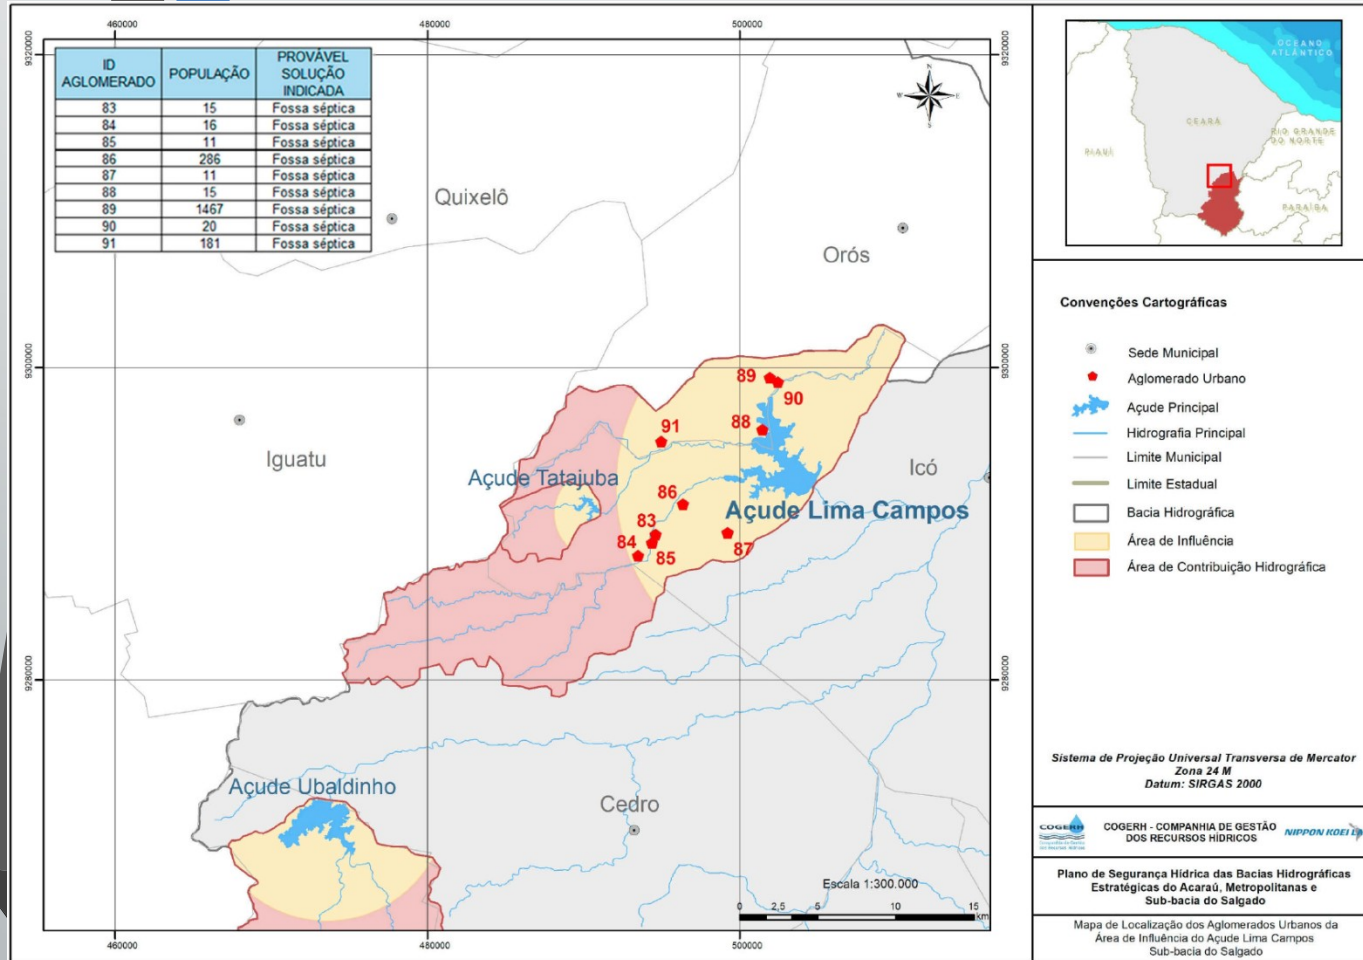 460000
480000
500000
9320000
9320000
ID AGLOMERADO POPULAÇÃO PROVÁVEL SOLUÇÃO INDICADA
83 15 Fossa séptica
84 16 Fossa séptica
85 11 Fossa séptica
86 286 Fossa séptica
87 11 Fossa séptica
88 15 Fossa séptica
89 1467 Fossa séptica
90 20 Fossa séptica
91 181 Fossa séptica
N
W E
S
Quixelô
Orós
9300000
9300000
89
90
88
91
Iguatu
Icó
Açude Tatajuba
86
Açude Lima Campos
83
84
85
87
9280000
9280000
Açude Ubaldinho
Cedro
Escala 1:300.000
0 2,5 5 10 15
km
460000
480000
500000
OCEANO
ATLÂNTICO
CEARÁ
RIO GRANDE
DO NORTE
PIAUÍ
PARAÍBA
Convenções Cartográficas
Sede Municipal
Aglomerado Urbano
Açude Principal
Hidrografia Principal
Limite Municipal
Limite Estadual
Bacia Hidrográfica
Área de Influência
Área de Contribuição Hidrográfica
Sistema de Projeção Universal Transversa de Mercator
Zona 24 M
Datum: SIRGAS 2000
COGERH
COGERH - COMPANHIA DE GESTÃO
DOS RECURSOS HÍDRICOS
NIPPON KOEI
Plano de Segurança Hídrica das Bacias Hidrográficas
Estratégicas do Acaraú, Metropolitanas e
Sub-bacia do Salgado
Mapa de Localização dos Aglomerados Urbanos da
Área de Influência do Açude Lima Campos
Sub-bacia do Salgado